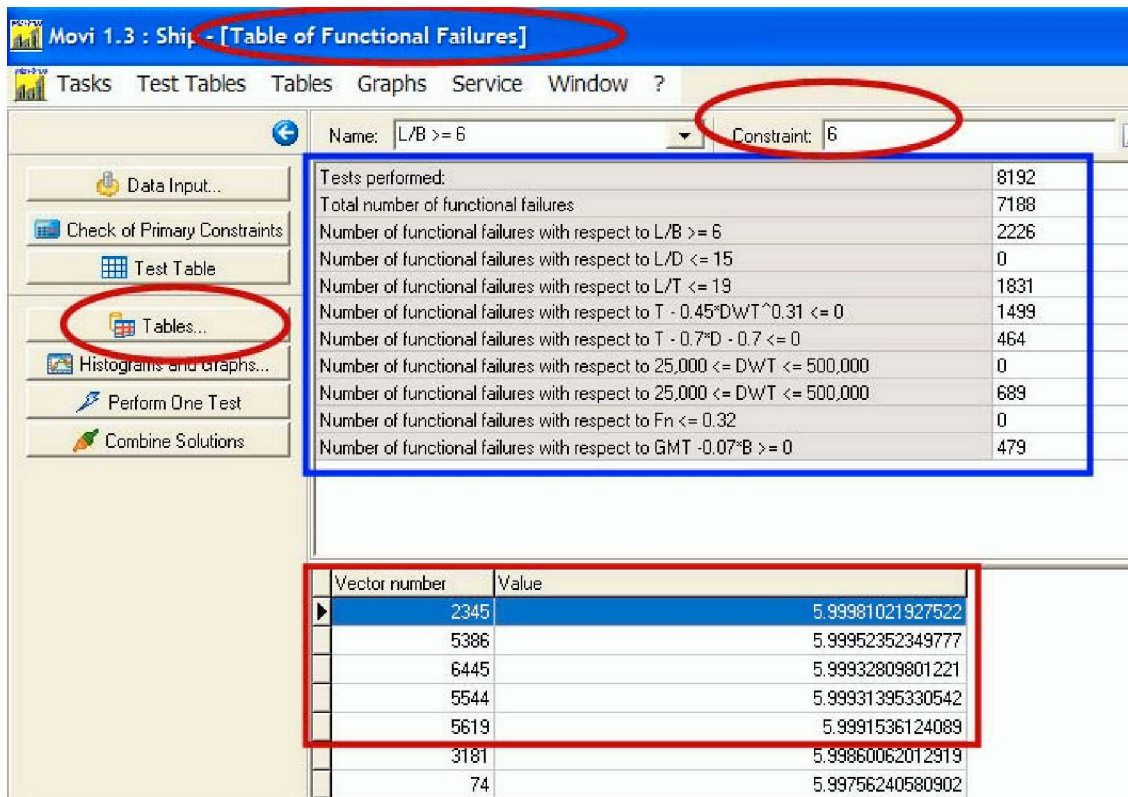 Movi 1.3 : Ship - [Table of Functional Failures]
Tasks Test Tables Tables Graphs Service Window ?
Name: L/B >= 6 Constraint: 6
Data Input...
Check of Primary Constraints
Test Table
Tables...
Histograms and Graphs...
Perform One Test
Combine Solutions
Tests performed: 8192
Total number of functional failures 7188
Number of functional failures with respect to L/B >= 6 2226
Number of functional failures with respect to L/D <= 15 0
Number of functional failures with respect to L/T <= 19 1831
Number of functional failures with respect to T - 0.45*DWT^0.31 <= 0 1499
Number of functional failures with respect to T - 0.7*D - 0.7 <= 0 464
Number of functional failures with respect to 25,000 <= DWT <= 500,000 0
Number of functional failures with respect to 25,000 <= DWT <= 500,000 689
Number of functional failures with respect to Fn <= 0.32 0
Number of functional failures with respect to GMT -0.07*B >= 0 479
Vector number Value
2345 5.99981021927522
5386 5.99952352349777
6445 5.99932809801221
5544 5.99931395330542
5619 5.9991536124089
3181 5.99860062012919
74 5.99756240580902